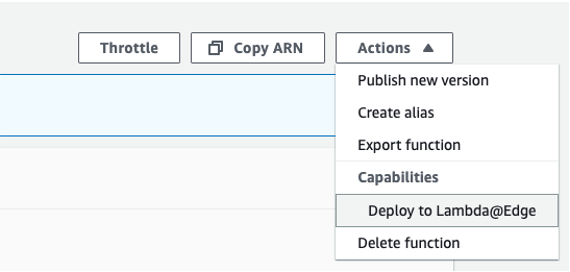 Throttle
Copy ARN
Actions
Publish new version
Create alias
Export function
Capabilities
Deploy to Lambda@Edge
Delete function